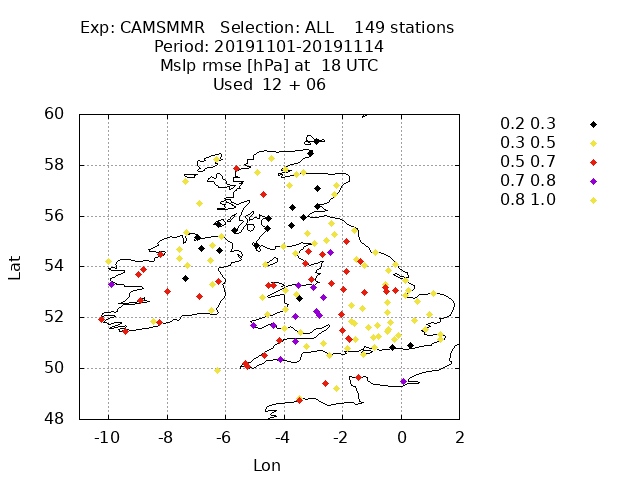 Exp: CAMSMMR   Selection: ALL    149 stations
Period: 20191101-20191114
Mslp rmse [hPa] at  18 UTC
Used  12 + 06
60
58
56
54
52
50
48
Lat
-10 -8 -6 -4 -2 0 2
Lon
0.2 0.3
0.3 0.5
0.5 0.7
0.7 0.8
0.8 1.0